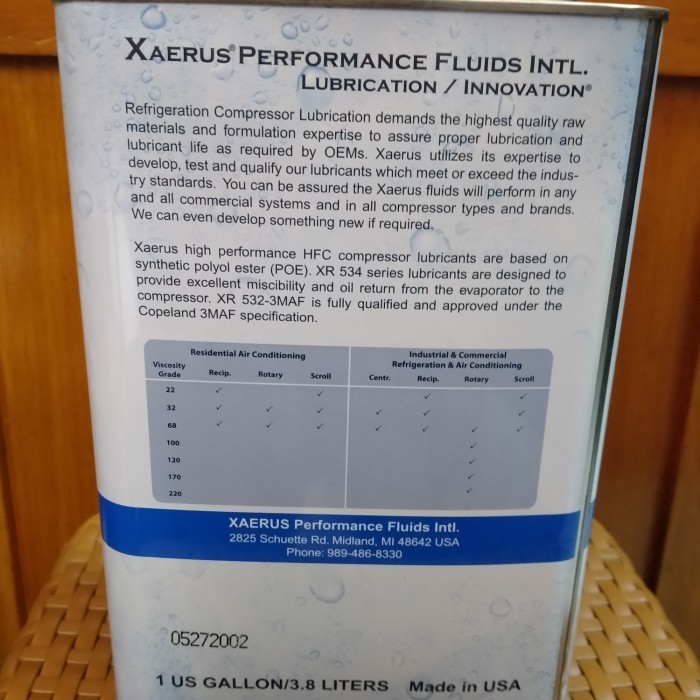 XAERUS® PERFORMANCE FLUIDS INTL.
LUBRICATION / INNOVATION®
Refrigeration Compressor Lubrication demands the highest quality raw
materials and formulation expertise to assure proper lubrication and
lubricant life as required by OEMs. Xaerus utilizes its expertise to
develop, test and qualify our lubricants which meet or exceed the indus-
try standards. You can be assured the Xaerus fluids will perform in any
and all commercial systems and in all compressor types and brands.
We can even develop something new if required.
Xaerus high performance HFC compressor lubricants are based on
synthetic polyol ester (POE). XR 534 series lubricants are designed to
provide excellent miscibility and oil return from the evaporator to the
compressor. XR 532-3MAF is fully qualified and approved under the
Copeland 3MAF specification.
Residential Air Conditioning
Industrial & Commercial
Refrigeration & Air Conditioning
Viscosity
Grade Recip. Rotary Scroll Centr. Recip. Rotary Scroll
22 ✓ ✓ ✓ ✓
32 ✓ ✓ ✓ ✓ ✓ ✓
68 ✓ ✓ ✓ ✓ ✓ ✓ ✓
100 ✓
120 ✓
170 ✓
220 ✓
XAERUS Performance Fluids Intl.
2825 Schuette Rd. Midland, MI 48642 USA
Phone: 989-486-8330
05272002
1 US GALLON/3.8 LITERS Made in USA